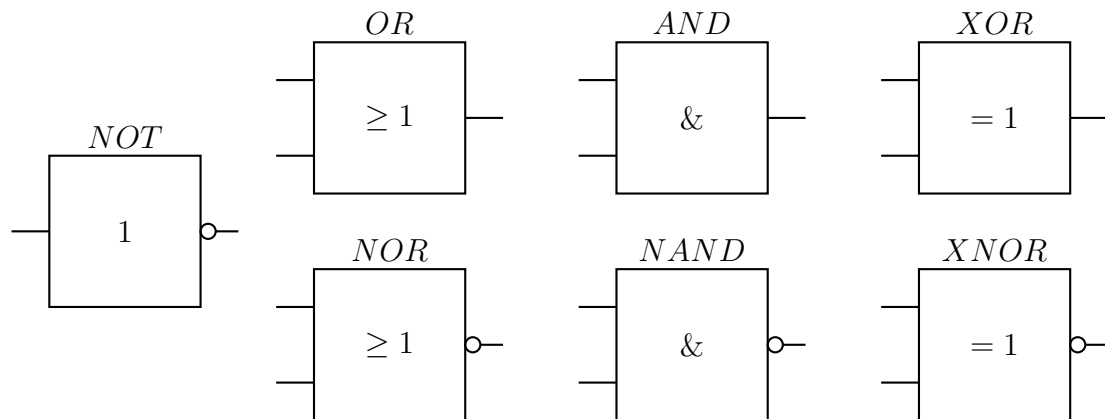 OR AND XOR
≥ 1 & = 1
NOT
1
NOR NAND XNOR
≥ 1 & = 1